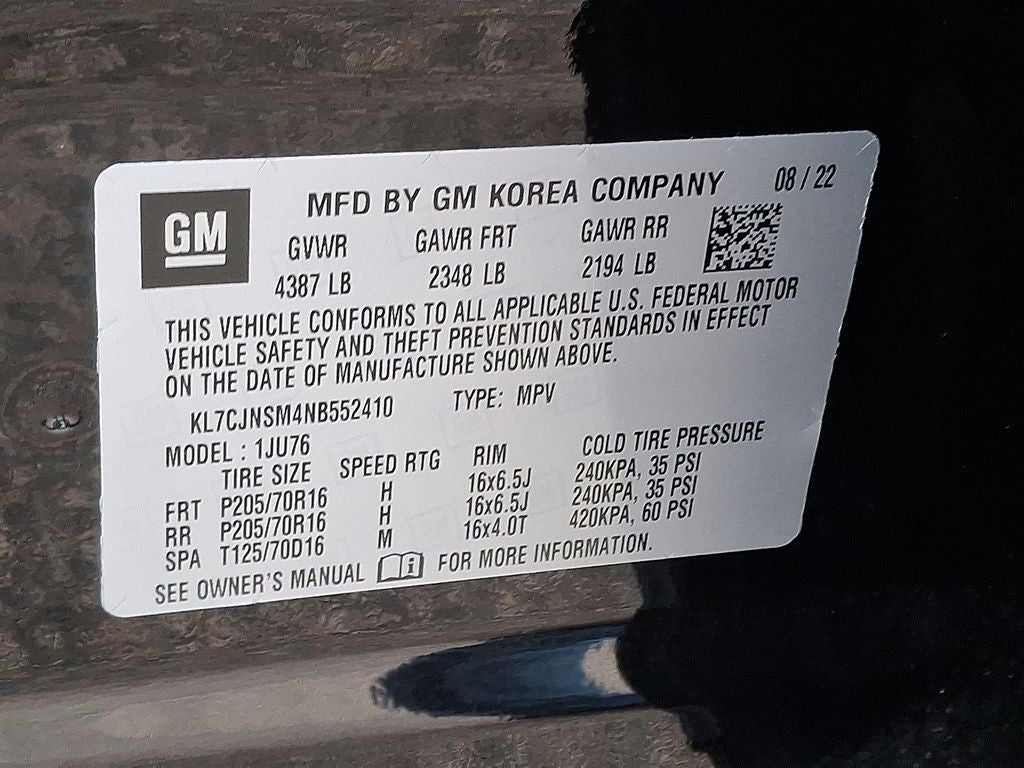 GM
MFD BY GM KOREA COMPANY 08 / 22
GVWR GAWR FRT GAWR RR
4387 LB 2348 LB 2194 LB
THIS VEHICLE CONFORMS TO ALL APPLICABLE U.S. FEDERAL MOTOR
VEHICLE SAFETY AND THEFT PREVENTION STANDARDS IN EFFECT
ON THE DATE OF MANUFACTURE SHOWN ABOVE.
KL7CJNSM4NB552410 TYPE: MPV
MODEL : 1JU76
TIRE SIZE SPEED RTG RIM COLD TIRE PRESSURE
FRT P205/70R16 H 16x6.5J 240KPA, 35 PSI
RR P205/70R16 H 16x6.5J 240KPA, 35 PSI
SPA T125/70D16 M 16x4.0T 420KPA, 60 PSI
SEE OWNER'S MANUAL i FOR MORE INFORMATION.